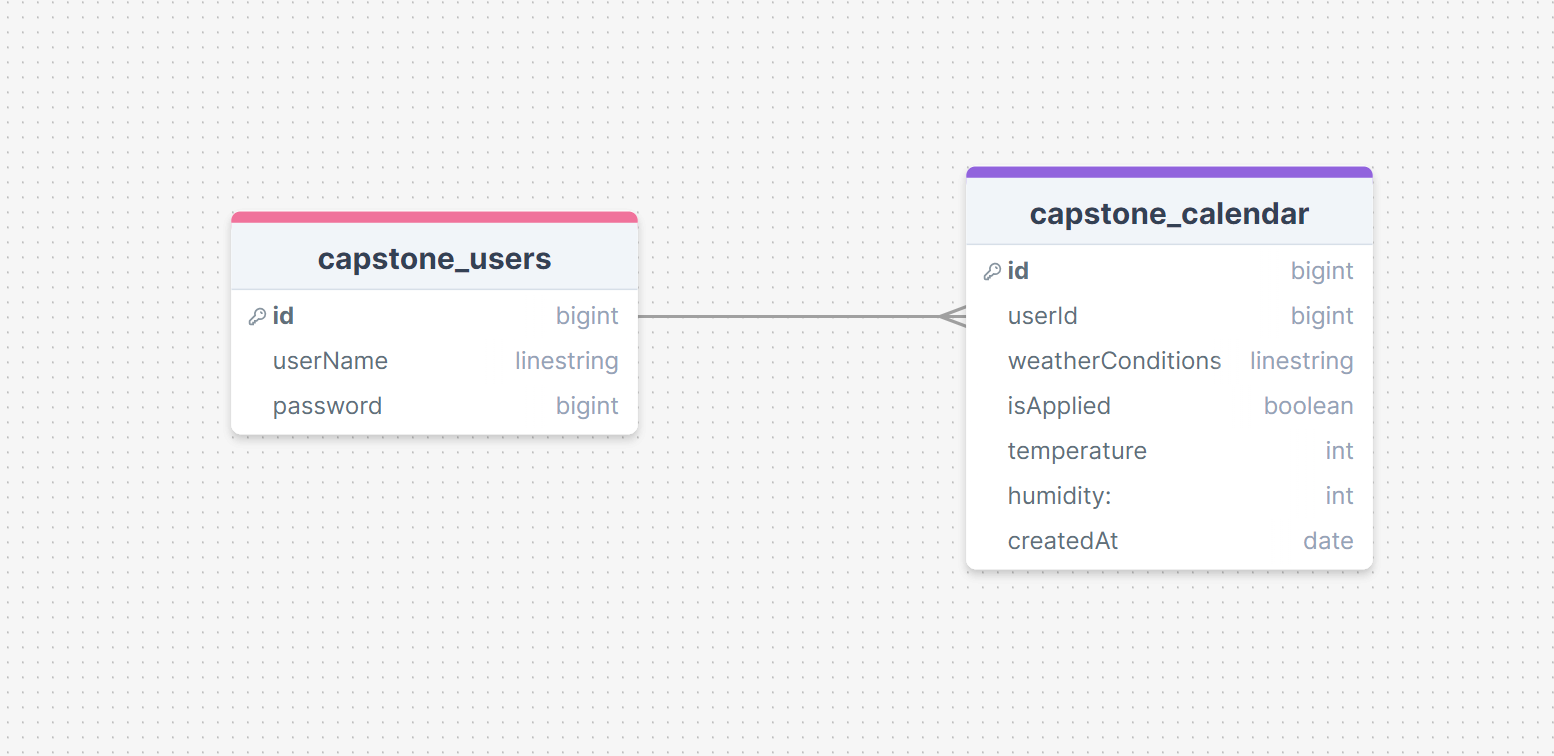 capstone_users
id bigint
userName linestring
password bigint
capstone_calendar
id bigint
userId bigint
weatherConditions linestring
isApplied boolean
temperature int
humidity: int
createdAt date